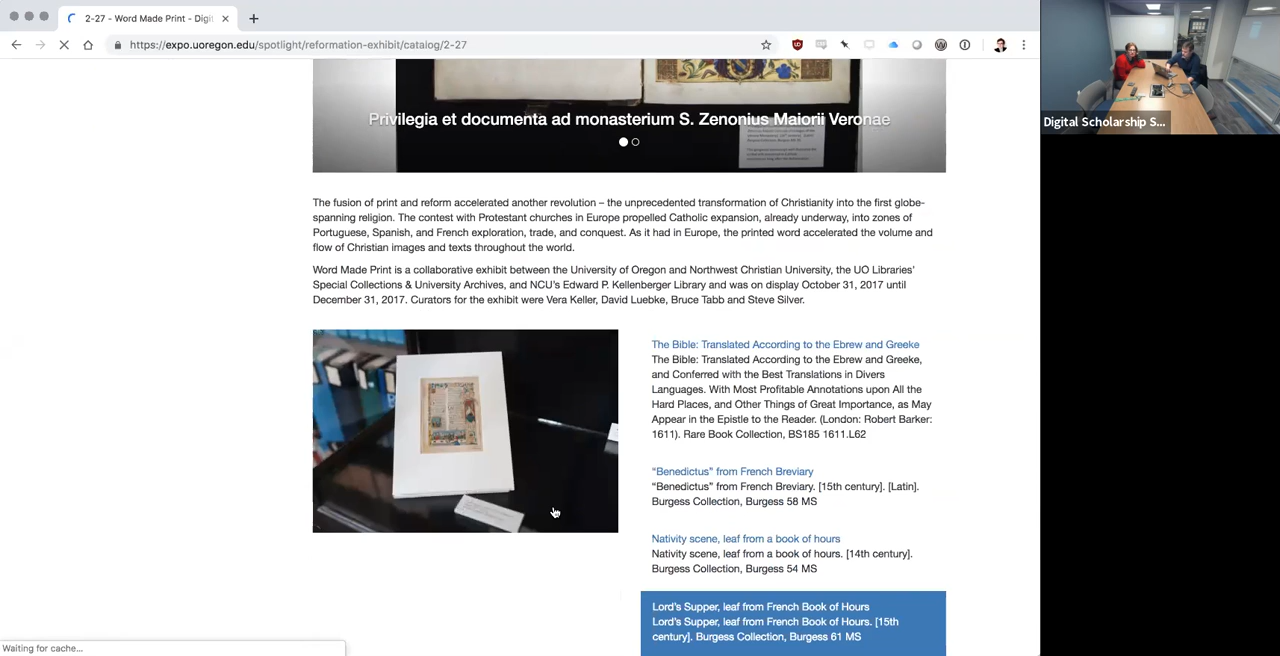 2-27 - Word Made Print - Digit
https://expo.uoregon.edu/spotlight/reformation-exhibit/catalog/2-27
Privilegia et documenta ad monasterium S. Zenonius Maiorii Veronae
Digital Scholarship S...
The fusion of print and reform accelerated another revolution – the unprecedented transformation of Christianity into the first globe-
spanning religion. The contest with Protestant churches in Europe propelled Catholic expansion, already underway, into zones of
Portuguese, Spanish, and French exploration, trade, and conquest. As it had in Europe, the printed word accelerated the volume and
flow of Christian images and texts throughout the world.
Word Made Print is a collaborative exhibit between the University of Oregon and Northwest Christian University, the UO Libraries'
Special Collections & University Archives, and NCU's Edward P. Kellenberger Library and was on display October 31, 2017 until
December 31, 2017. Curators for the exhibit were Vera Keller, David Luebke, Bruce Tabb and Steve Silver.
The Bible: Translated According to the Ebrew and Greeke
The Bible: Translated According to the Ebrew and Greeke,
and Conferred with the Best Translations in Divers
Languages. With Most Profitable Annotations upon All the
Hard Places, and Other Things of Great Importance, as May
Appear in the Epistle to the Reader. (London: Robert Barker:
1611). Rare Book Collection, BS185 1611.L62
“Benedictus” from French Breviary
“Benedictus” from French Breviary. [15th century]. [Latin].
Burgess Collection, Burgess 58 MS
Nativity scene, leaf from a book of hours
Nativity scene, leaf from a book of hours. [14th century].
Burgess Collection, Burgess 54 MS
Lord's Supper, leaf from French Book of Hours
Lord's Supper, leaf from French Book of Hours. [15th
century]. Burgess Collection, Burgess 61 MS
Waiting for cache...